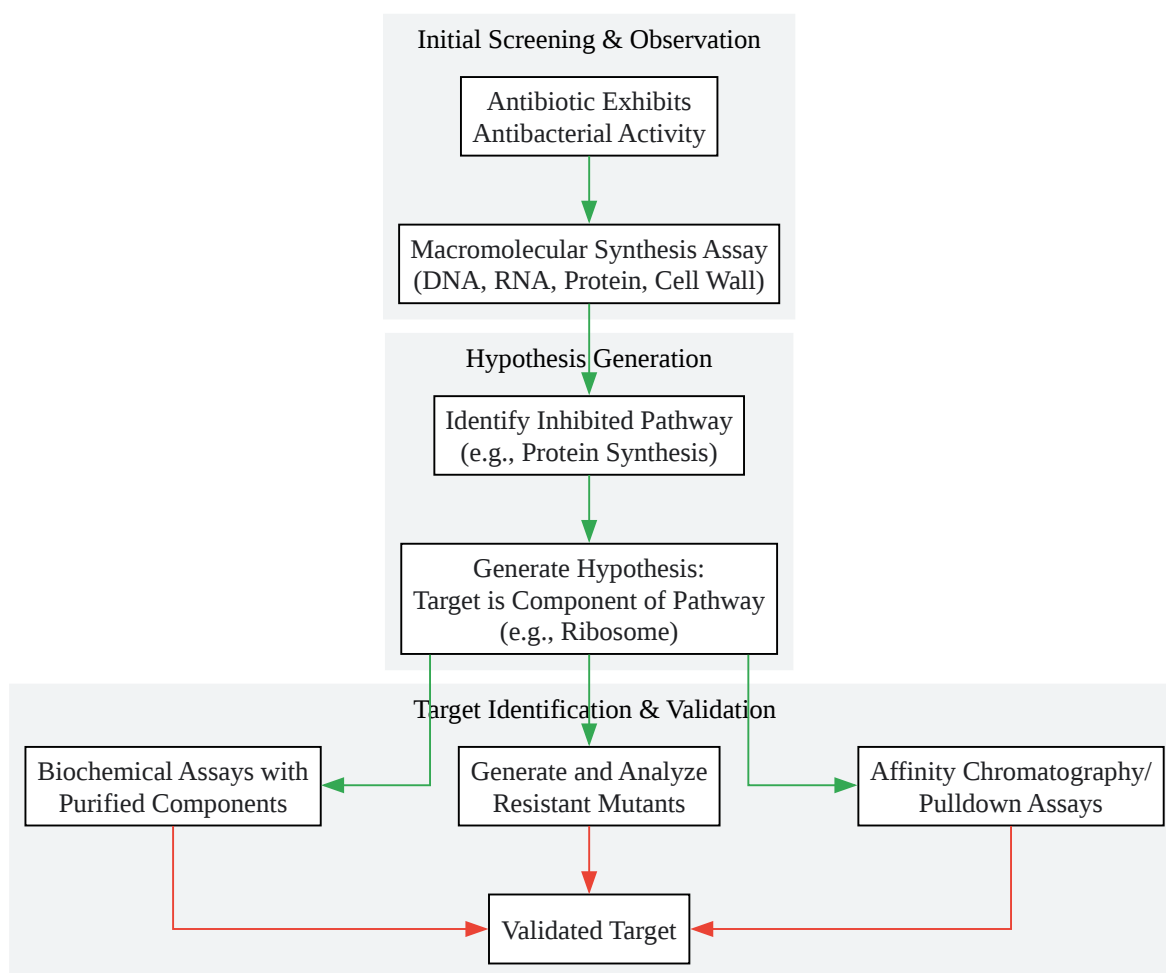 Initial Screening & Observation
Antibiotic Exhibits
Antibacterial Activity
Macromolecular Synthesis Assay
(DNA, RNA, Protein, Cell Wall)
Hypothesis Generation
Identify Inhibited Pathway
(e.g., Protein Synthesis)
Generate Hypothesis:
Target is Component of Pathway
(e.g., Ribosome)
Target Identification & Validation
Biochemical Assays with
Purified Components
Generate and Analyze
Resistant Mutants
Affinity Chromatography/
Pulldown Assays
Validated Target